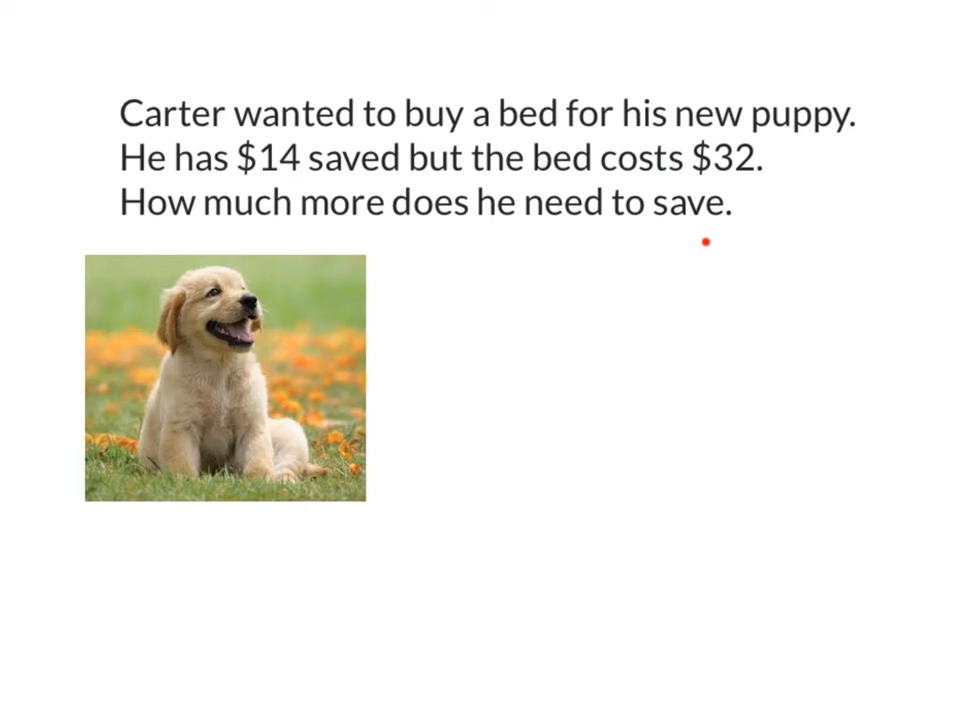 Carter wanted to buy a bed for his new puppy.
He has $14 saved but the bed costs $32.
How much more does he need to save.